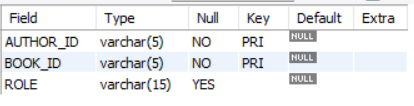 Field Type Null Key Default Extra
AUTHOR_ID varchar(5) NO PRI NULL
BOOK_ID varchar(5) NO PRI NULL
ROLE varchar(15) YES NULL